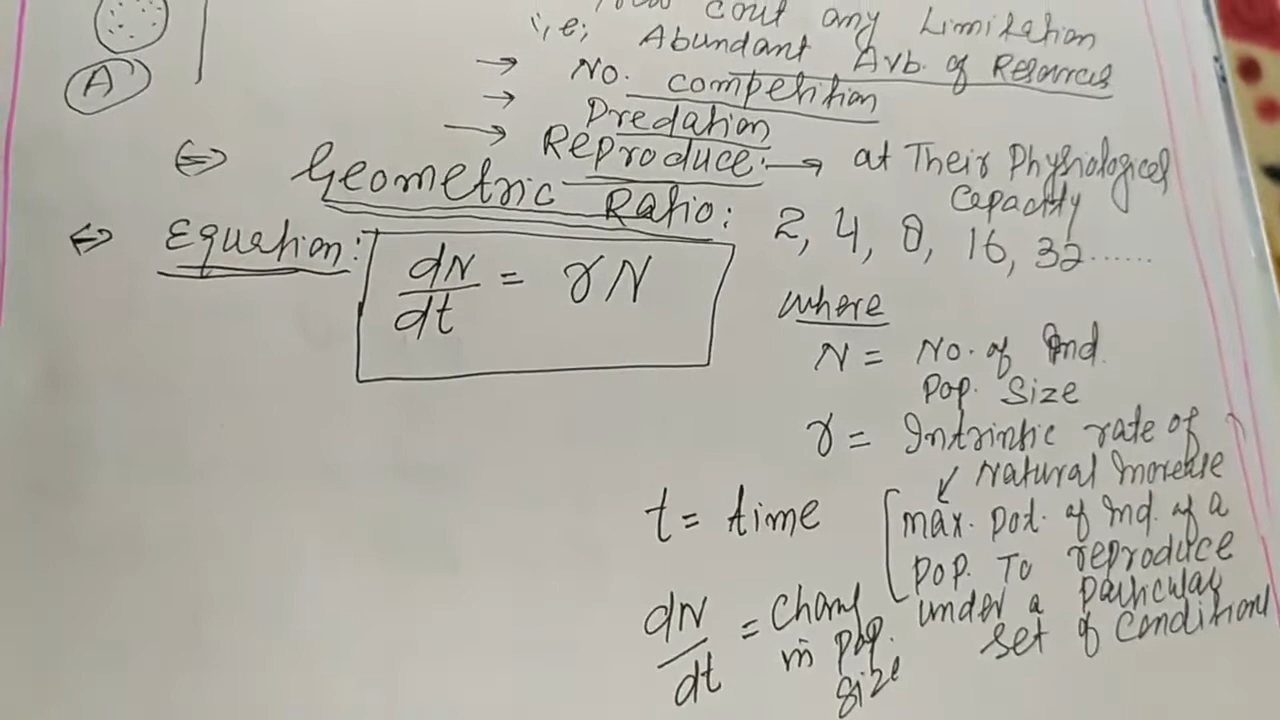 cout any Limitation
i,e; Abundant Avb. of Resources
→ No. competition
→ Predation
→ Reproduce: → at Their Physiological Capacity
⇔ Geometric Ratio: 2, 4, 8, 16, 32......
⇔ Equation: dN/dt = rN
where
N = No. of Ind.
Pop. Size
r = Intrinsic rate of
Natural Increase
t = time
[max. pot. of Ind. of a
pop. To reproduce
under a particular
set of Condition
dN/dt = Chang
in pop.
size
A